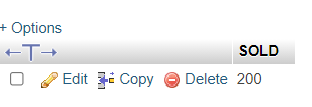 + Options
←T→ SOLD
Edit Copy Delete 200